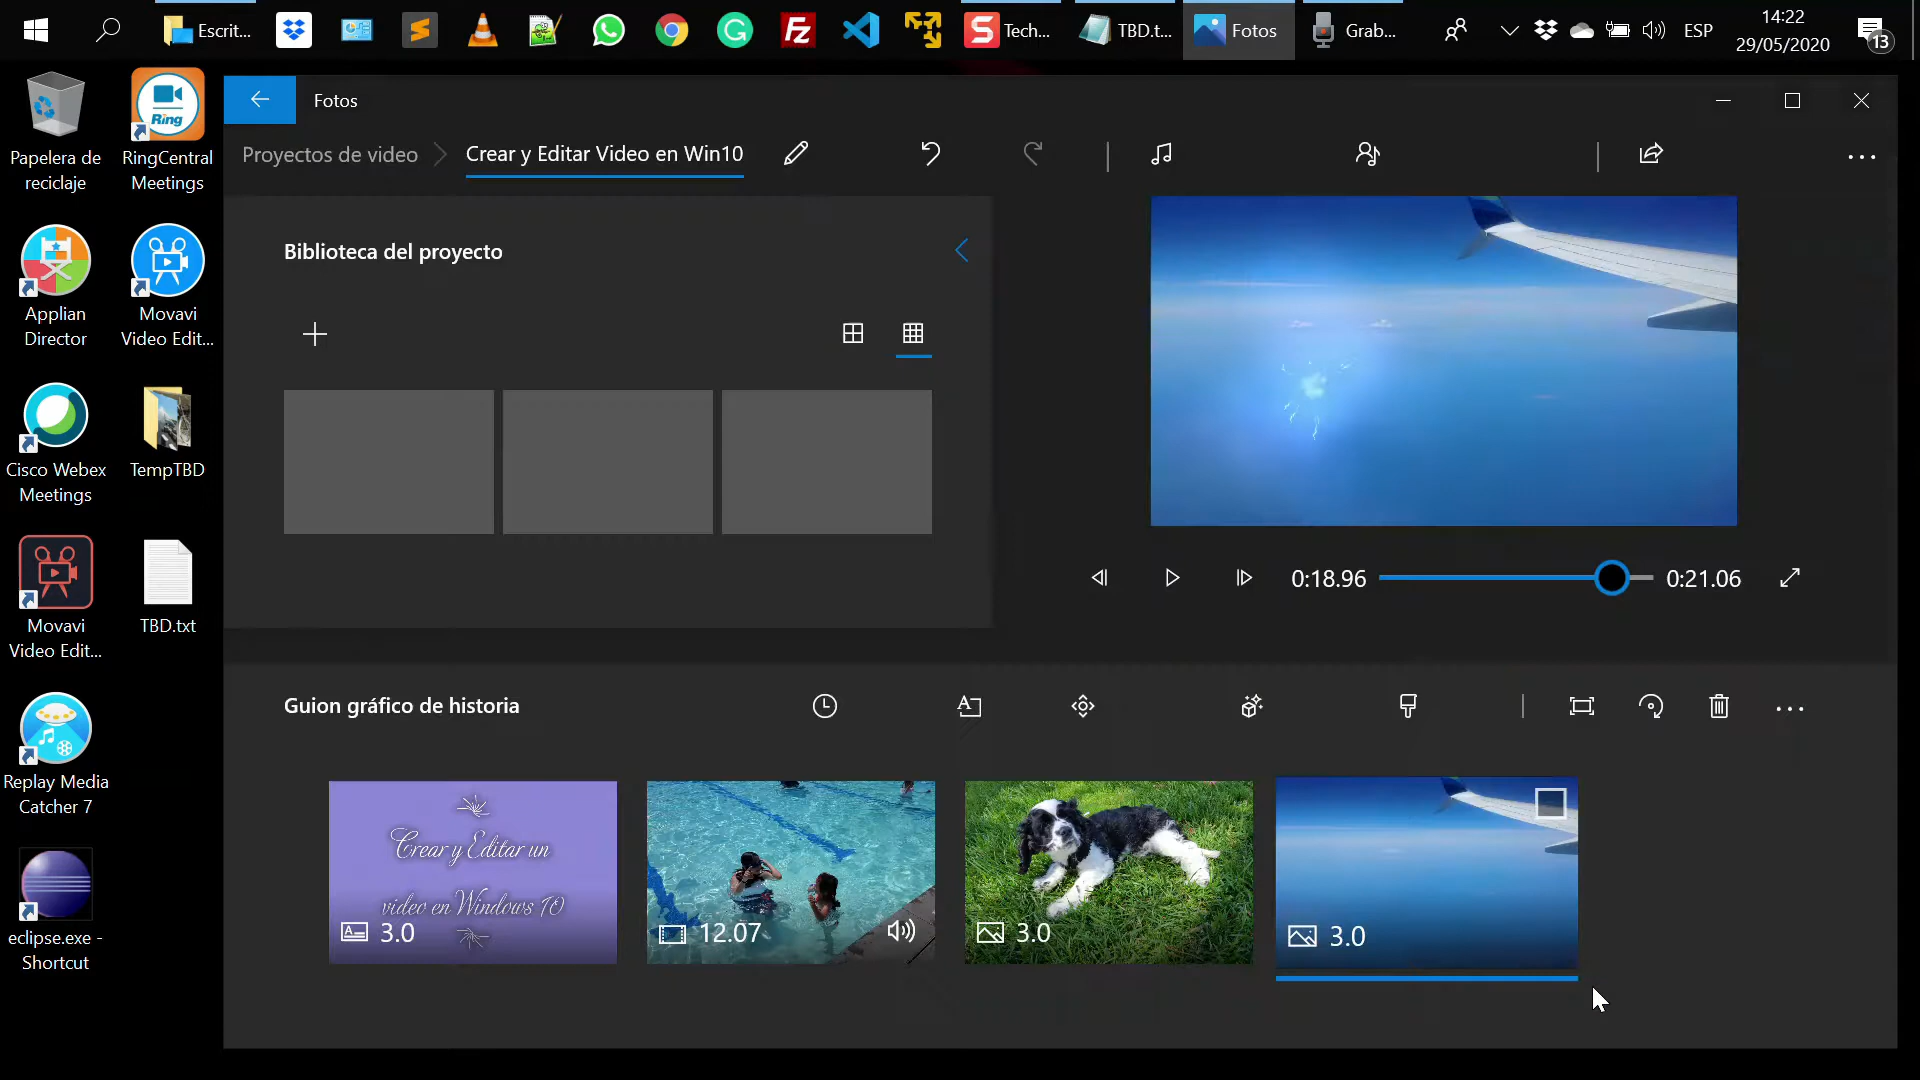 Escrit...
Tech...
TBD.t...
Fotos
Grab...
ESP
14:22
29/05/2020
13
Papelera de
reciclaje
Ring
RingCentral
Meetings
Applian
Director
Movavi
Video Edit...
Cisco Webex
Meetings
TempTBD
Movavi
Video Edit...
TBD.txt
Replay Media
Catcher 7
eclipse.exe -
Shortcut
Fotos
Proyectos de video
Crear y Editar Video en Win10
Biblioteca del proyecto
0:18.96
0:21.06
Guion gráfico de historia
Crear y Editar un
video en Windows 10
3.0
12.07
3.0
3.0